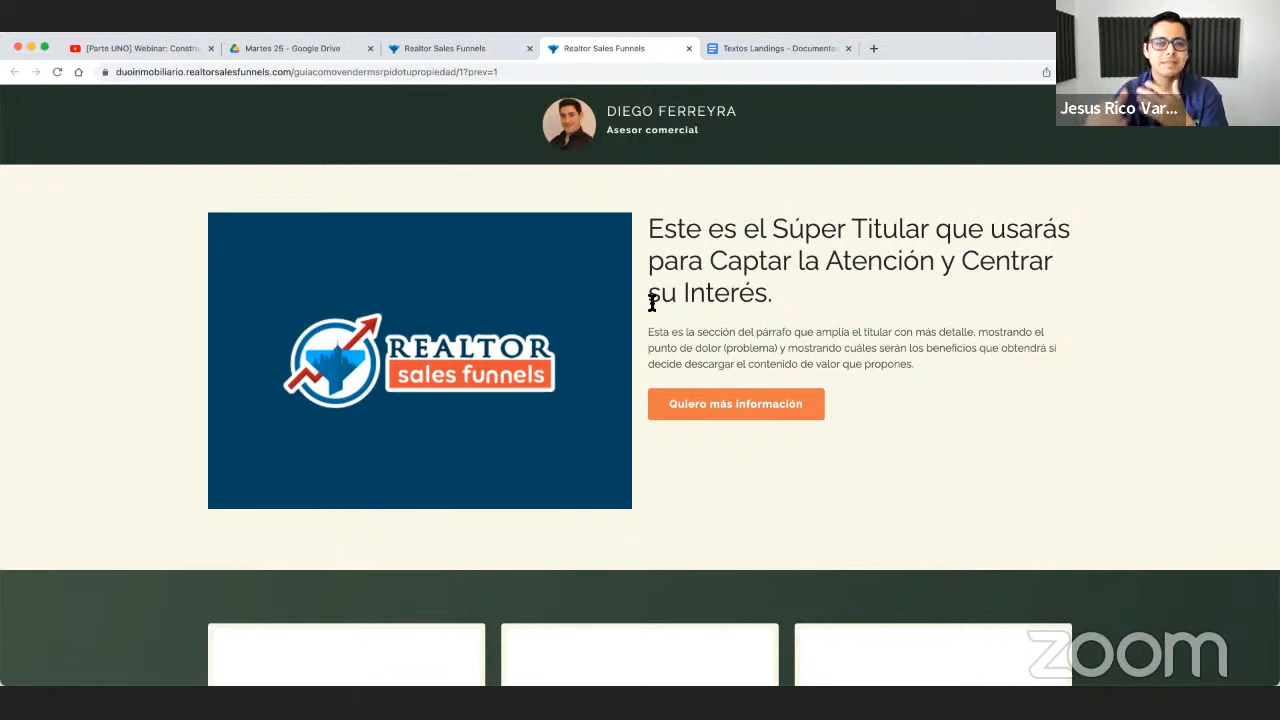 [Parte UNO] Webinar: Constru
Martes 25 - Google Drive
Realtor Sales Funnels
Realtor Sales Funnels
Textos Landings - Documento
duoinmobiliario.realtorsalesfunnels.com/guiacomovendermsrpidotupropiedad/1?prev=1
Jesus Rico Var...
DIEGO FERREYRA
Asesor comercial
Este es el Súper Titular que usarás
para Captar la Atención y Centrar
su Interés.
Esta es la sección del párrafo que amplía el titular con más detalle, mostrando el
punto de dolor (problema) y mostrando cuáles serán los beneficios que obtendrá si
decide descargar el contenido de valor que propones.
Quiero más información
REALTOR
sales funnels
zoom